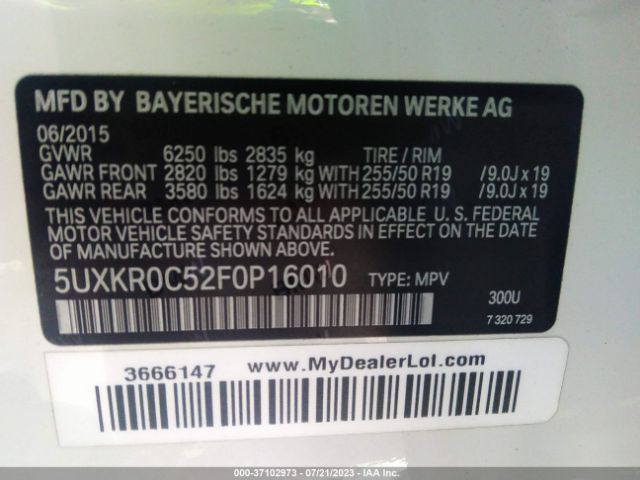 MFD BY BAYERISCHE MOTOREN WERKE AG
06/2015
GVWR 6250 lbs 2835 kg TIRE / RIM
GAWR FRONT 2820 lbs 1279 kg WITH 255/50 R19 /9.0J x 19
GAWR REAR 3580 lbs 1624 kg WITH 255/50 R19 /9.0J x 19
THIS VEHICLE CONFORMS TO ALL APPLICABLE U. S. FEDERAL
MOTOR VEHICLE SAFETY STANDARDS IN EFFECT ON THE DATE
OF MANUFACTURE SHOWN ABOVE.
5UXKR0C52F0P16010 TYPE: MPV
300U
7 320 729
3666147 www.MyDealerLot.com
000-37102973 - 07/21/2023 - IAAI.com